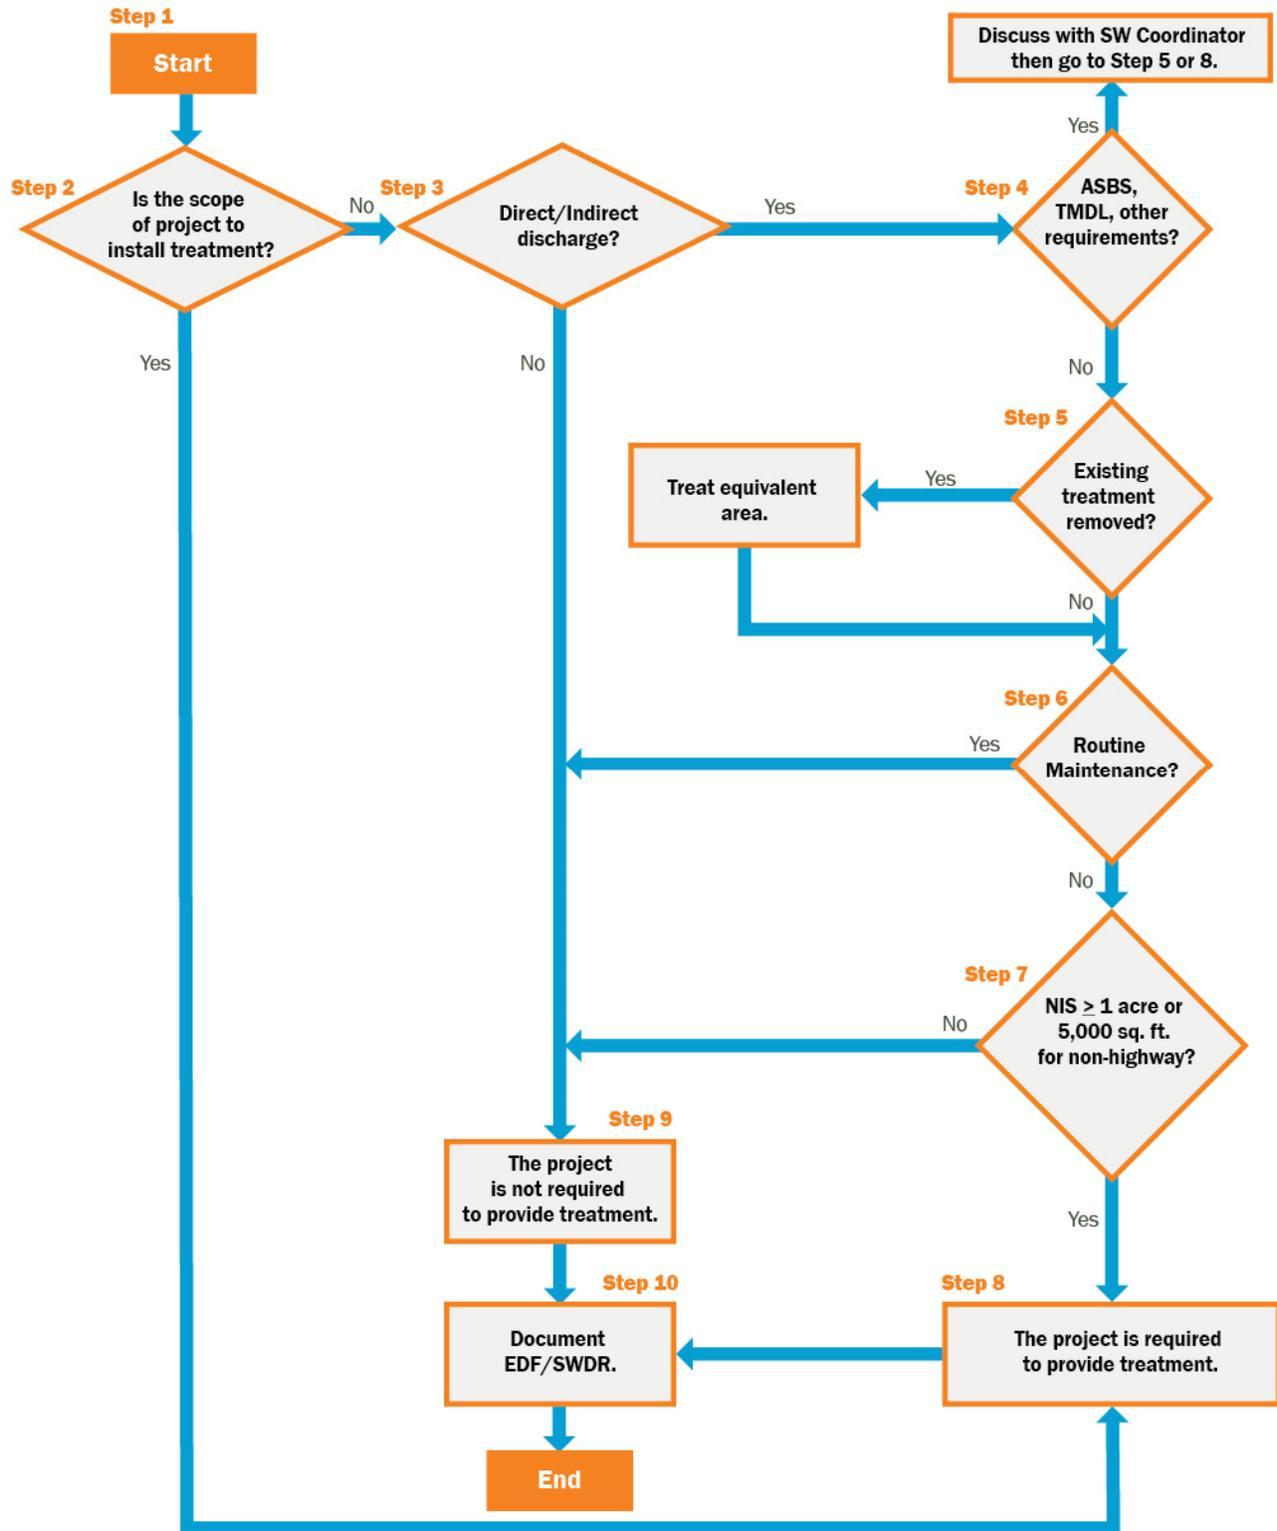 Step 1
Start
Discuss with SW Coordinator
then go to Step 5 or 8.
Yes
Step 2
Is the scope
of project to
install treatment?
No
Step 3
Direct/Indirect
discharge?
Yes
Step 4
ASBS,
TMDL, other
requirements?
Yes
No
No
Step 5
Existing
treatment
removed?
Yes
Treat equivalent
area.
No
Step 6
Routine
Maintenance?
Yes
No
Step 7
NIS ≥ 1 acre or
5,000 sq. ft.
for non-highway?
No
Step 9
The project
is not required
to provide treatment.
Yes
Step 10
Document
EDF/SWDR.
Step 8
The project is required
to provide treatment.
End